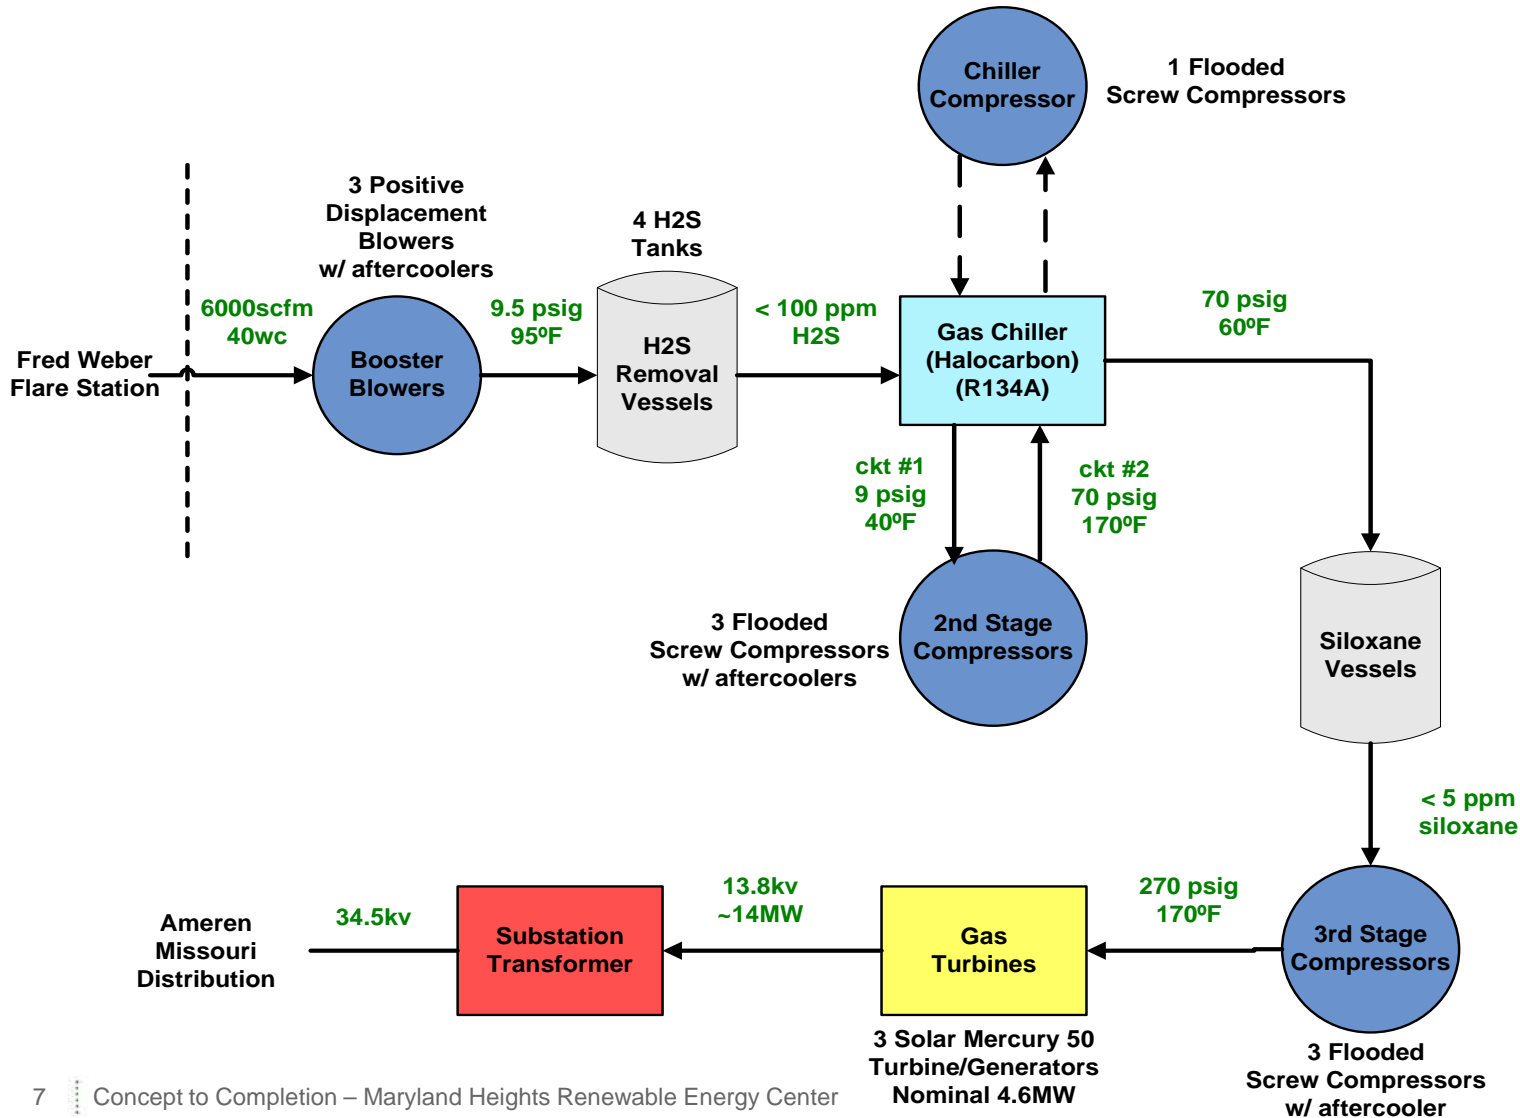 Chiller
Compressor
1 Flooded
Screw Compressors
3 Positive
Displacement
Blowers
w/ aftercoolers
4 H2S
Tanks
6000scfm
40wc
9.5 psig
95ºF
< 100 ppm
H2S
70 psig
60ºF
Fred Weber
Flare Station
Booster
Blowers
H2S
Removal
Vessels
Gas Chiller
(Halocarbon)
(R134A)
ckt #1
9 psig
40ºF
ckt #2
70 psig
170ºF
3 Flooded
Screw Compressors
w/ aftercoolers
2nd Stage
Compressors
Siloxane
Vessels
< 5 ppm
siloxane
Ameren
Missouri
Distribution
34.5kv
Substation
Transformer
13.8kv
~14MW
Gas
Turbines
270 psig
170ºF
3rd Stage
Compressors
3 Solar Mercury 50
Turbine/Generators
Nominal 4.6MW
3 Flooded
Screw Compressors
w/ aftercooler
7 Concept to Completion – Maryland Heights Renewable Energy Center